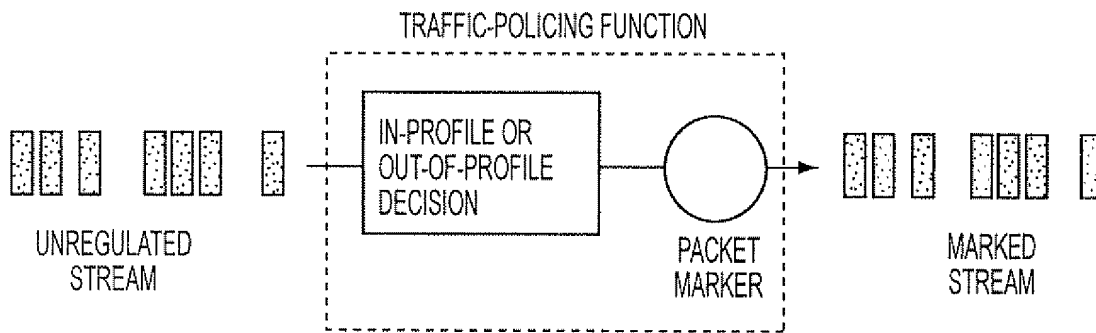 TRAFFIC-POLICING FUNCTION
IN-PROFILE OR
OUT-OF-PROFILE
DECISION
UNREGULATED
STREAM
PACKET
MARKER
MARKED
STREAM